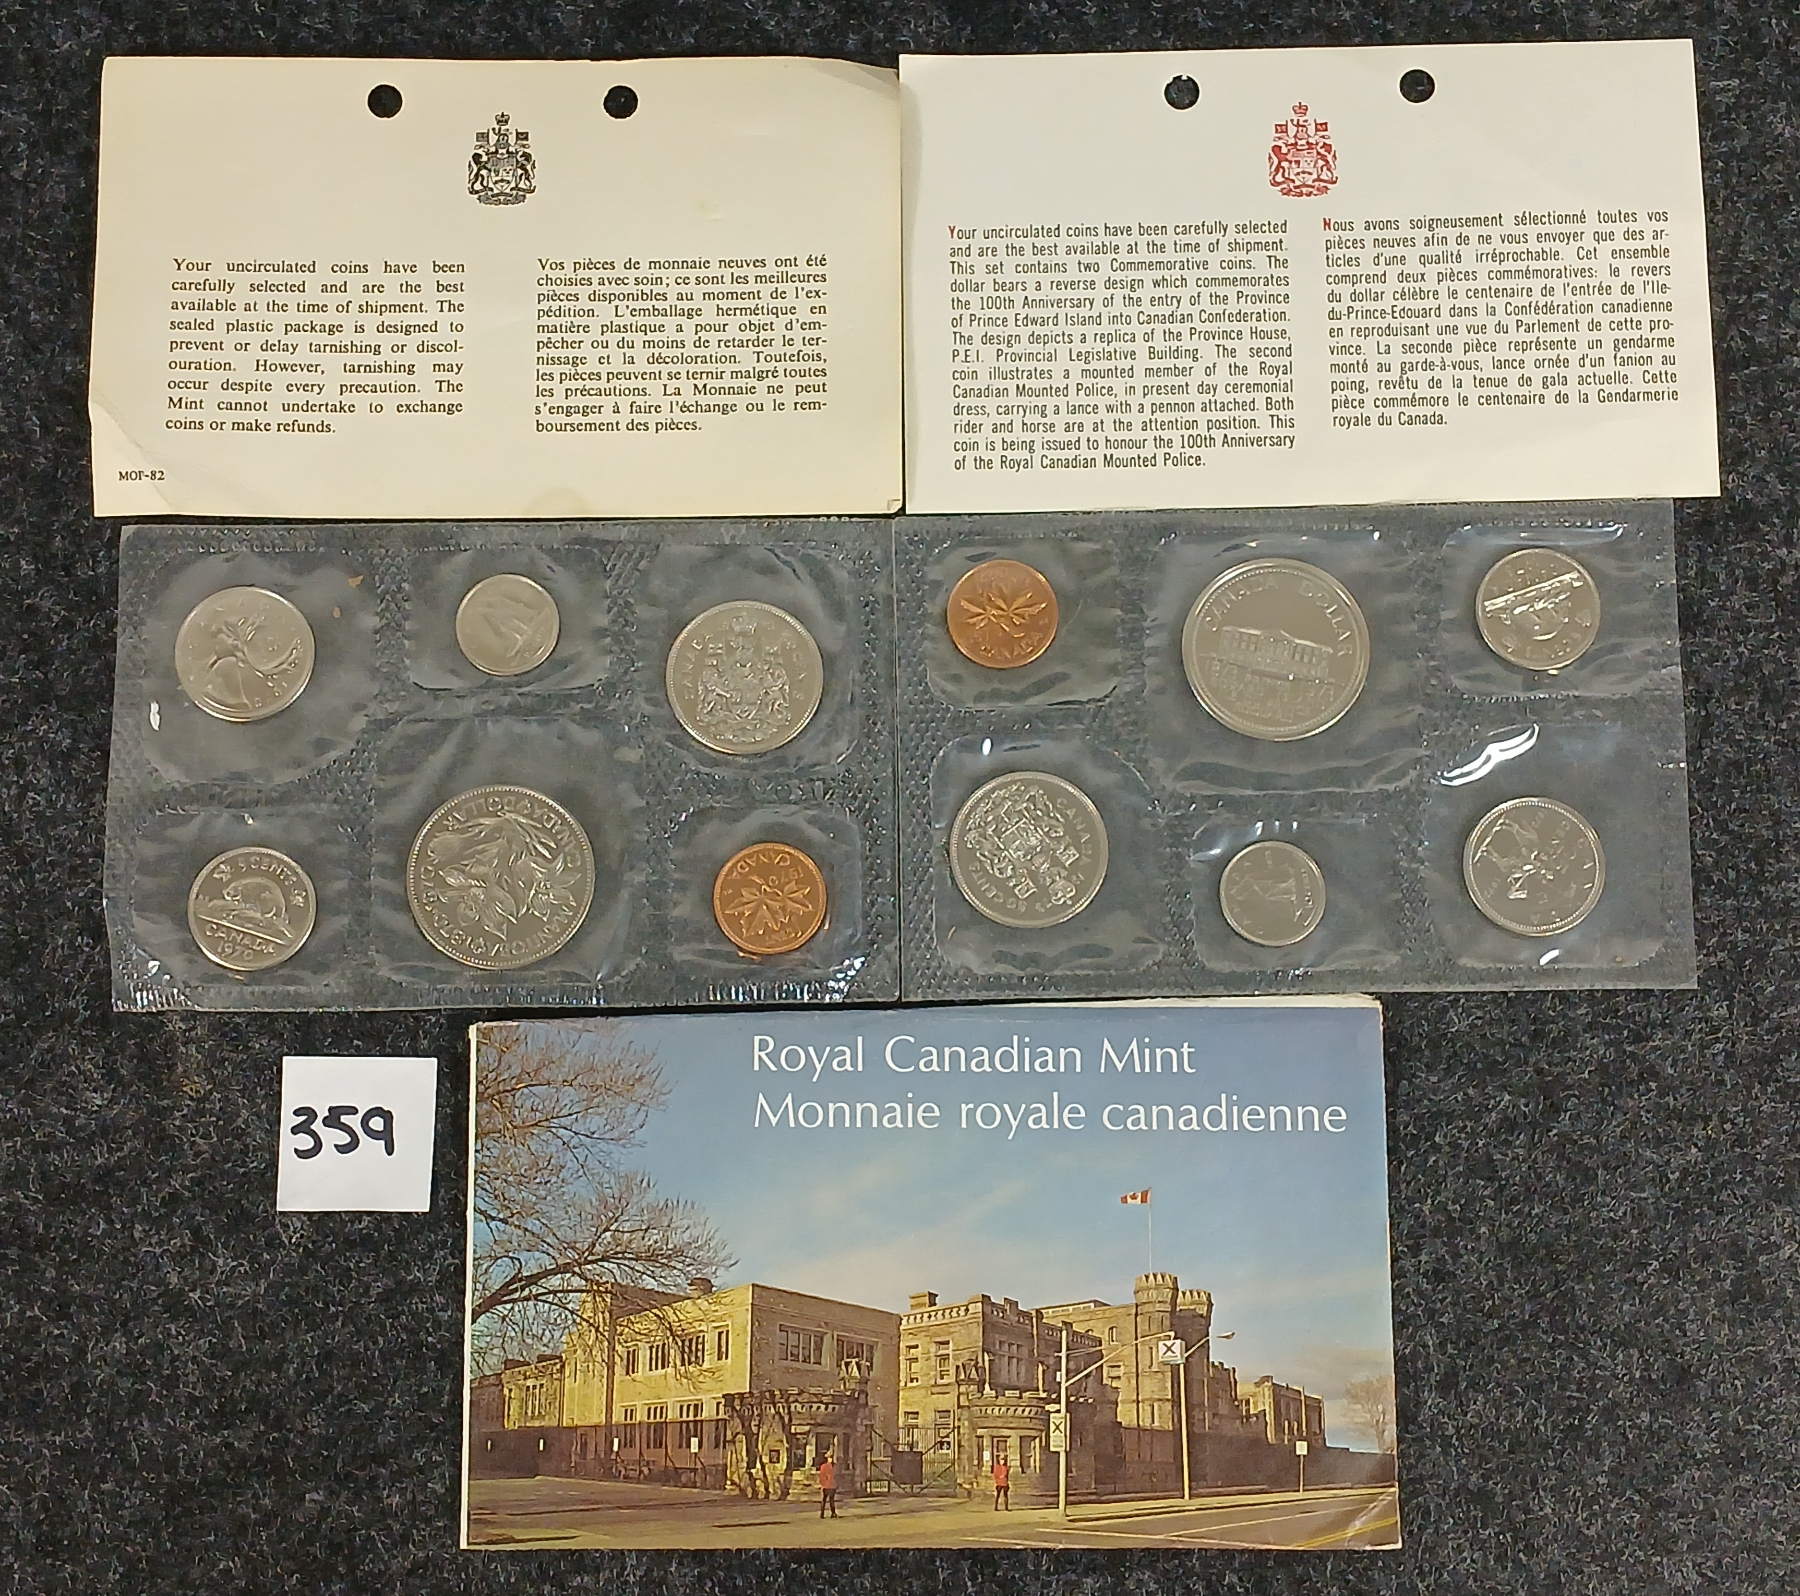 Your uncirculated coins have been
carefully selected and are the best
available at the time of shipment. The
sealed plastic package is designed to
prevent or delay tarnishing or discol-
ouration. However, tarnishing may
occur despite every precaution. The
Mint cannot undertake to exchange
coins or make refunds.
MOF-82
Vos pièces de monnaie neuves ont été
choisies avec soin; ce sont les meilleures
pièces disponibles au moment de l'ex-
pédition. L'emballage hermétique en
matière plastique a pour objet d'em-
pêcher ou du moins de retarder le ter-
nissage et la décoloration. Toutefois,
les pièces peuvent se ternir malgré toutes
les précautions. La Monnaie ne peut
s'engager à faire l'échange ou le rem-
boursement des pièces.
Your uncirculated coins have been carefully selected
and are the best available at the time of shipment.
This set contains two Commemorative coins. The
dollar bears a reverse design which commemorates
the 100th Anniversary of the entry of the Province
of Prince Edward Island into Canadian Confederation.
The design depicts a replica of the Province House,
P.E.I. Provincial Legislative Building. The second
coin illustrates a mounted member of the Royal
Canadian Mounted Police, in present day ceremonial
dress, carrying a lance with a pennon attached. Both
rider and horse are at the attention position. This
coin is being issued to honour the 100th Anniversary
of the Royal Canadian Mounted Police.
Nous avons soigneusement sélectionné toutes vos
pièces neuves afin de ne vous envoyer que des ar-
ticles d'une qualité irréprochable. Cet ensemble
comprend deux pièces commémoratives: le revers
du dollar célèbre le centenaire de l'entrée de l'Ile-
du-Prince-Edouard dans la Confédération canadienne
en reproduisant une vue du Parlement de cette pro-
vince. La seconde pièce représente un gendarme
monté au garde-à-vous, lance ornée d'un fanion au
poing, revêtu de la tenue de gala actuelle. Cette
pièce commémore le centenaire de la Gendarmerie
royale du Canada.
CANADA
CANADA DOLLAR
CANADA
CANADA
50 CENTS
5 CENTS
CANADA
1970
CANADA DOLLAR
MANITOBA
CANADA
1970
Royal Canadian Mint
Monnaie royale canadienne
359